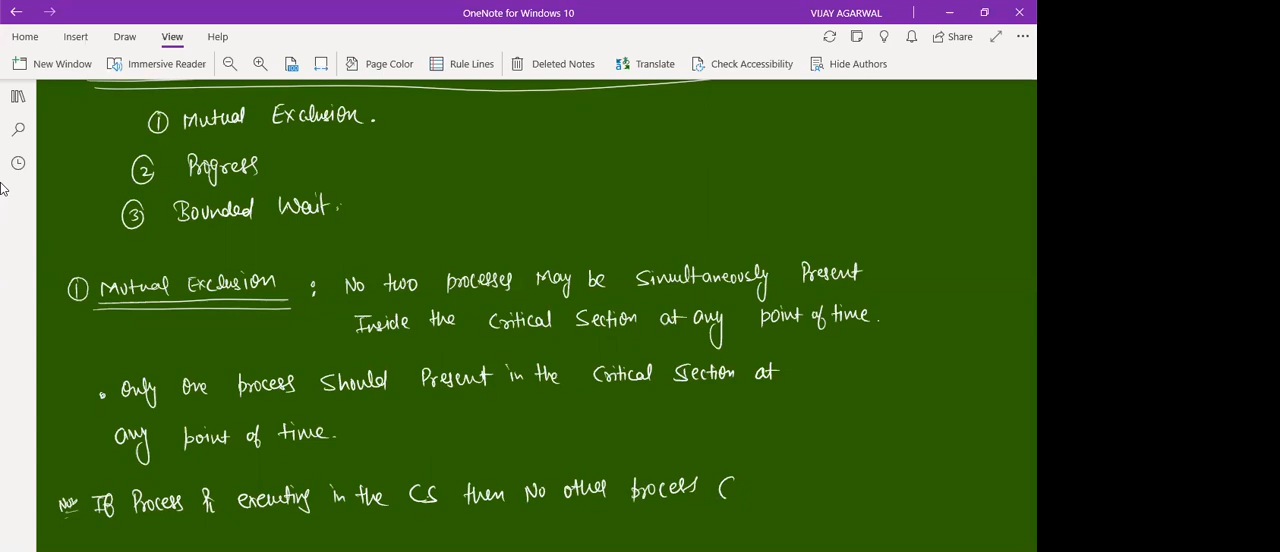 OneNote for Windows 10
VIJAY AGARWAL
Home Insert Draw View Help
Share
New Window Immersive Reader Page Color Rule Lines Deleted Notes Translate Check Accessibility Hide Authors
① Mutual Exclusion.
② Progress
③ Bounded Wait.
① Mutual Exclusion : No two processes may be Simultaneously Present
Inside the Critical Section at any point of time.
• Only one process Should Present in the Critical Section at
any point of time.
If Process Pi executing in the CS then No other process (